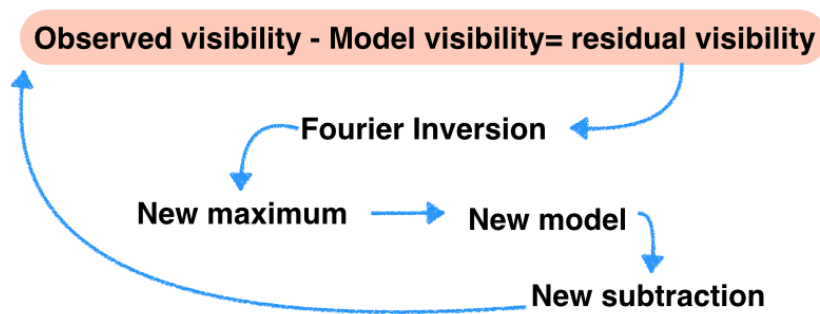 Observed visibility - Model visibility= residual visibility
Fourier Inversion
New maximum
New model
New subtraction